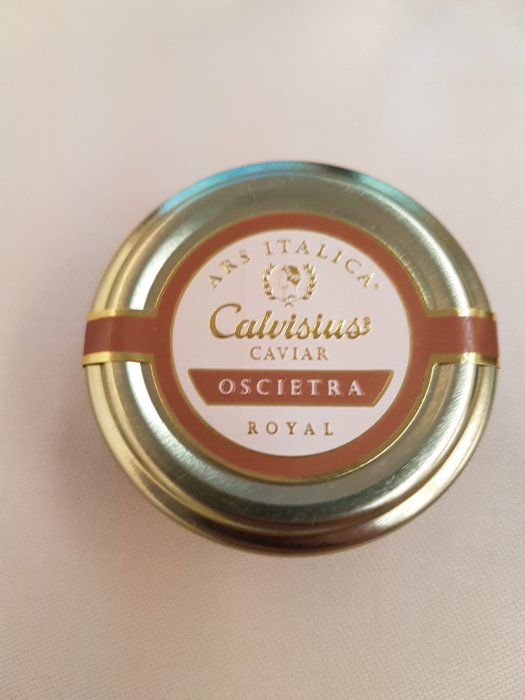 ARS ITALICA
Calvisius
CAVIAR
OSCIETRA
ROYAL